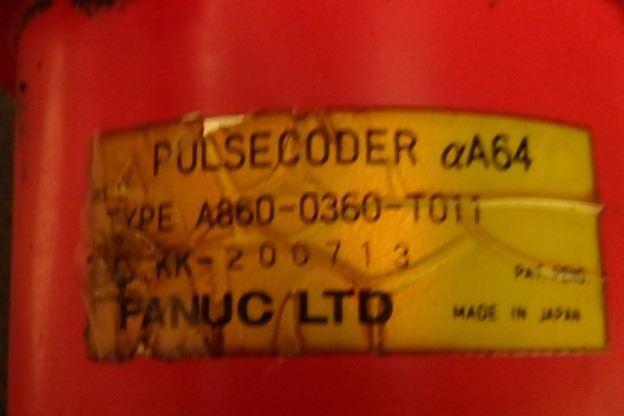 PULSECODER αA64
TYPE A860-0360-T011
KK-200713
PAT. PEND.
FANUC LTD
MADE IN JAPAN